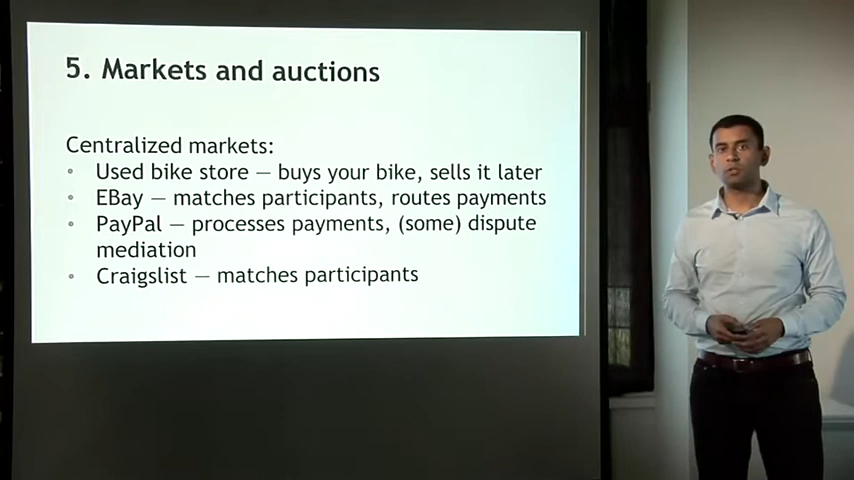 5. Markets and auctions
Centralized markets:
• Used bike store — buys your bike, sells it later
• EBay — matches participants, routes payments
• PayPal — processes payments, (some) dispute
mediation
• Craigslist — matches participants